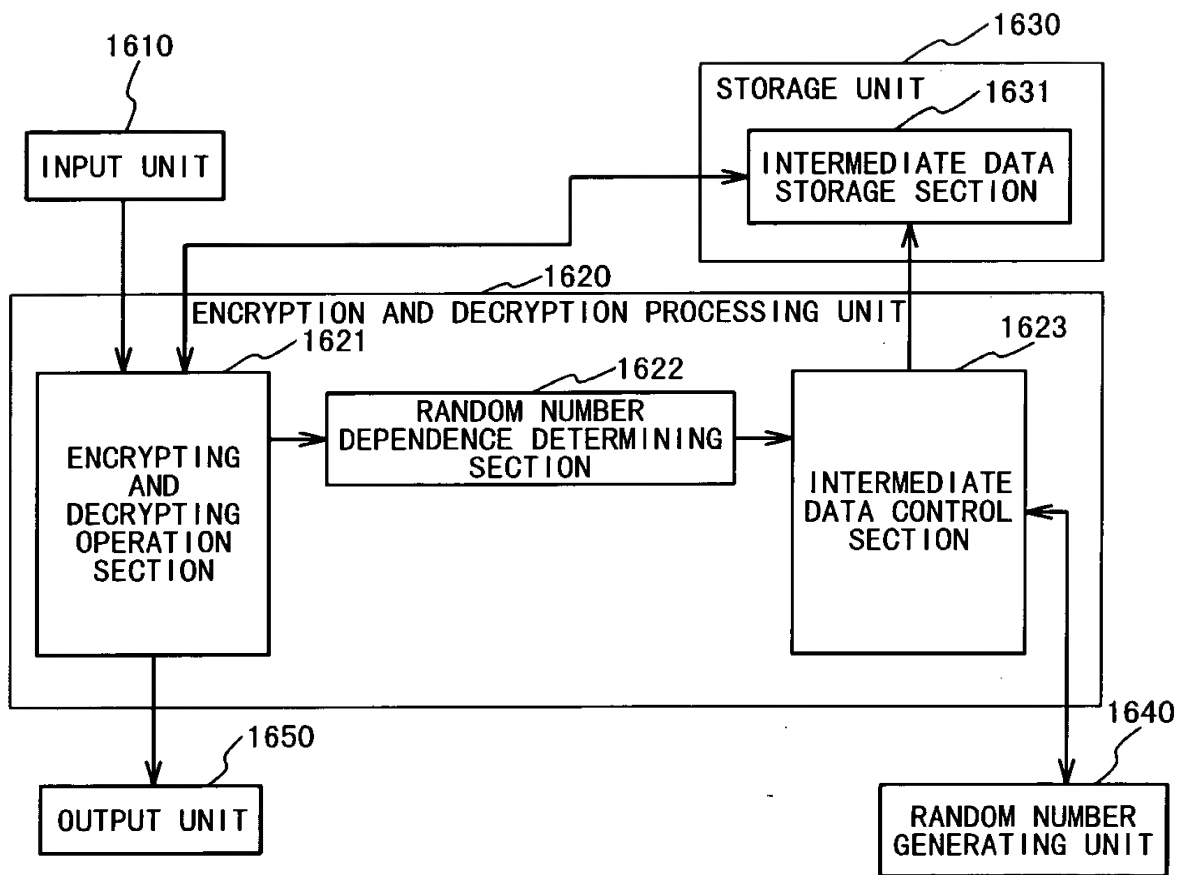 1610
INPUT UNIT
1630
STORAGE UNIT
1631
INTERMEDIATE DATA
STORAGE SECTION
1620
ENCRYPTION AND DECRYPTION PROCESSING UNIT
1621
ENCRYPTING
AND
DECRYPTING
OPERATION
SECTION
1622
RANDOM NUMBER
DEPENDENCE DETERMINING
SECTION
1623
INTERMEDIATE
DATA CONTROL
SECTION
1650
OUTPUT UNIT
1640
RANDOM NUMBER
GENERATING UNIT